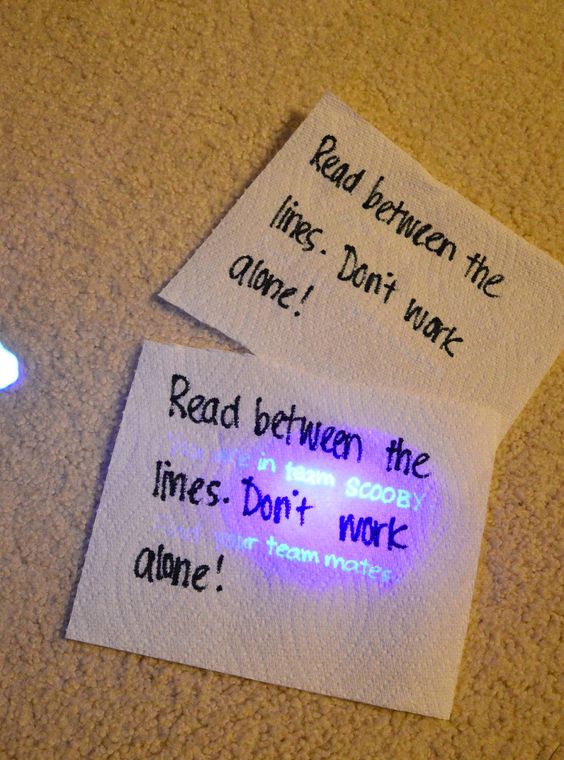 Read between the
lines. Don't work
alone!
Read between the
You are in team SCOOBY
lines. Don't work
your team mates
alone!